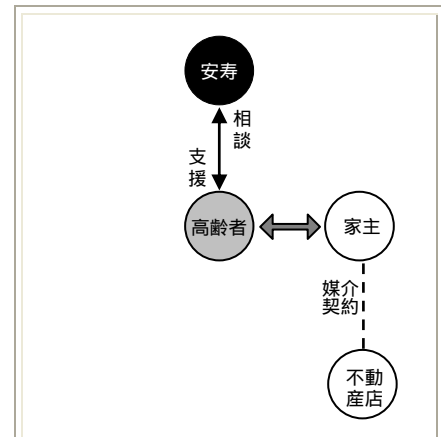 安寿
相談
支援
高齢者
家主
媒介
契約
不動
産店